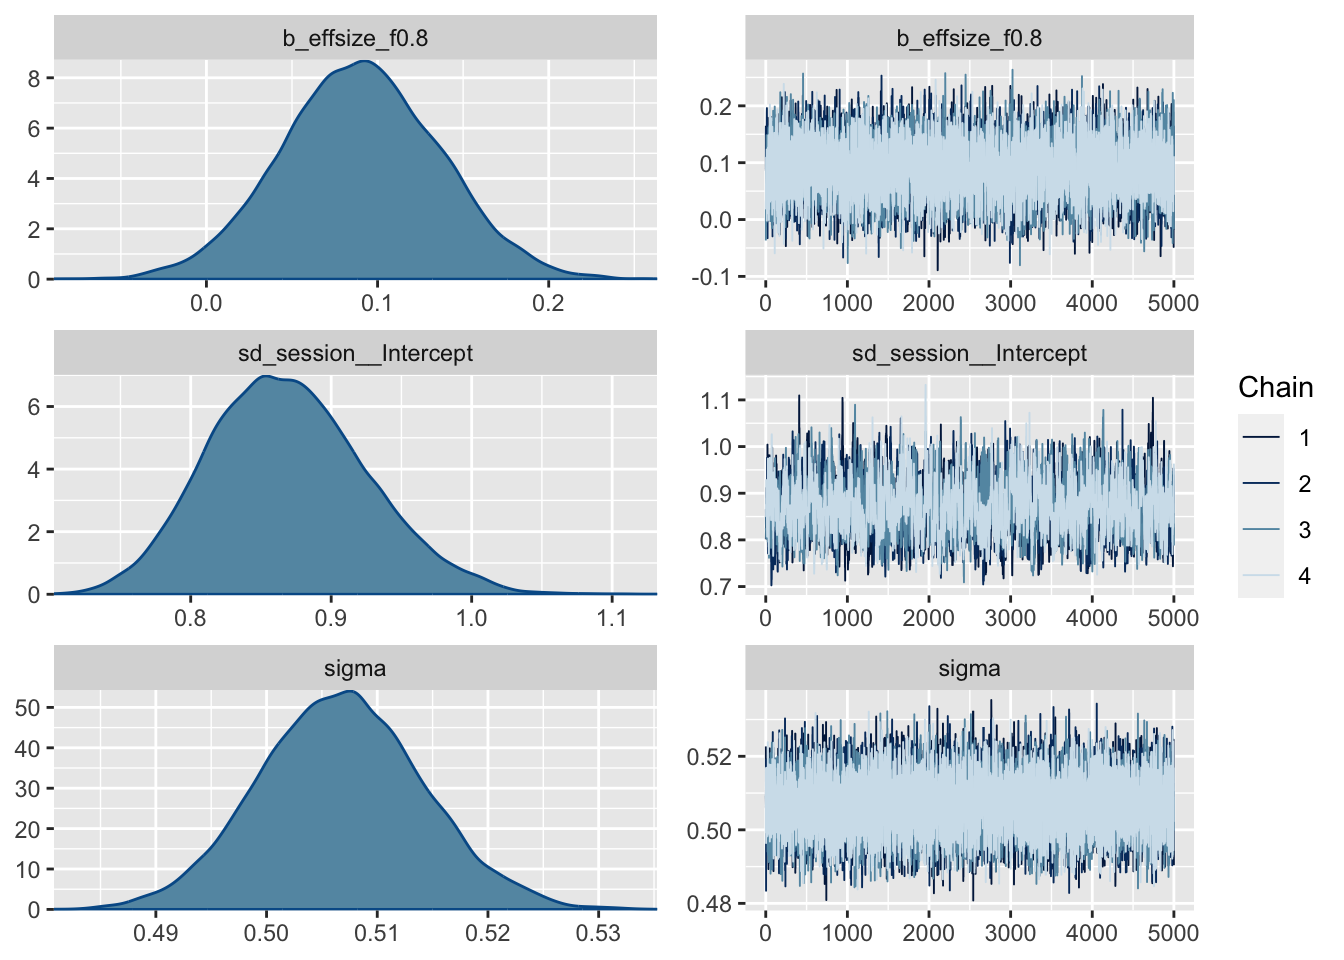 b_effsize_f0.8
8
6
4
2
0
0.0 0.1 0.2
b_effsize_f0.8
0.2
0.1
0.0
-0.1
0 1000 2000 3000 4000 5000
sd_session__Intercept
6
4
2
0
0.8 0.9 1.0 1.1
sd_session__Intercept
1.1
1.0
0.9
0.8
0.7
0 1000 2000 3000 4000 5000
sigma
50
40
30
20
10
0
0.49 0.50 0.51 0.52 0.53
sigma
0.52
0.50
0.48
0 1000 2000 3000 4000 5000
Chain
1
2
3
4